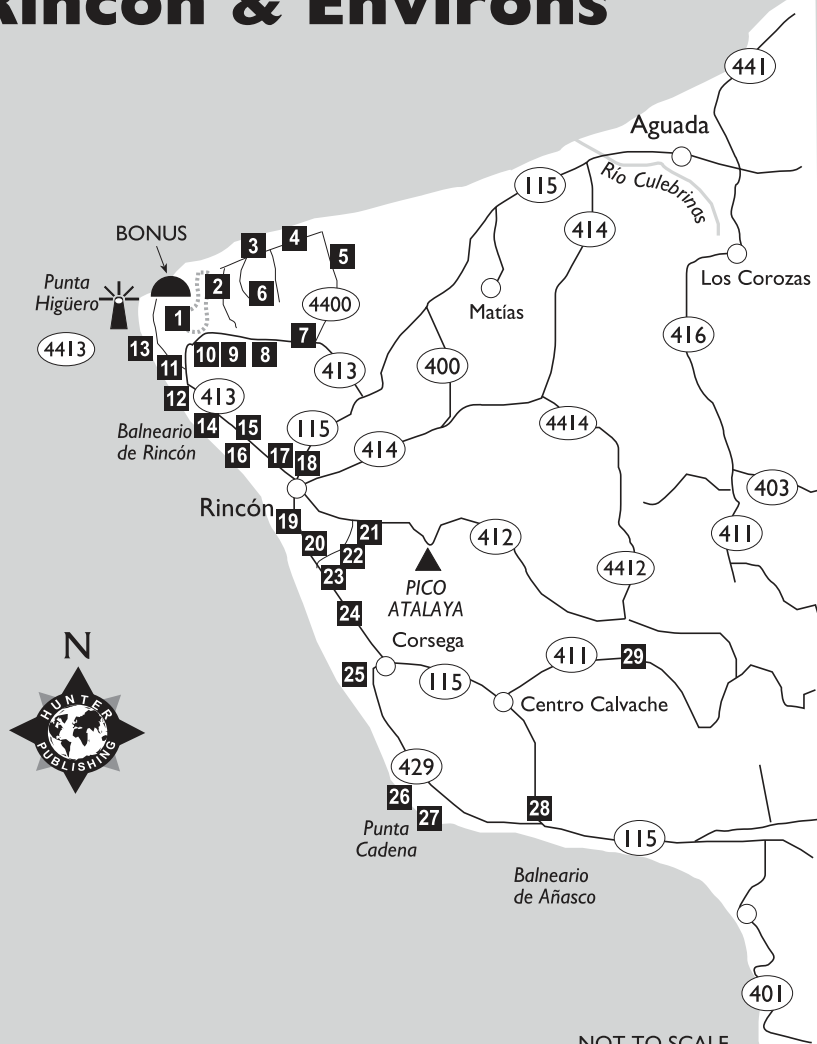 Rincón & Environs
441
Aguada
115
Río Culebrinas
414
BONUS
3
4
5
Los Corozas
Punta
Higüero
2
6
4400
Matías
1
416
4413
13
7
10
9
8
11
413
400
12
413
14
15
115
4414
Balneario
de Rincón
16
17
18
414
403
Rincón
19
21
412
411
20
22
23
4412
PICO
ATALAYA
24
Corsega
N
411
29
25
115
Centro Calvache
HUNTER
PUBLISHING
429
26
28
27
Punta
Cadena
115
Balneario
de Añasco
401
NOT TO SCALE